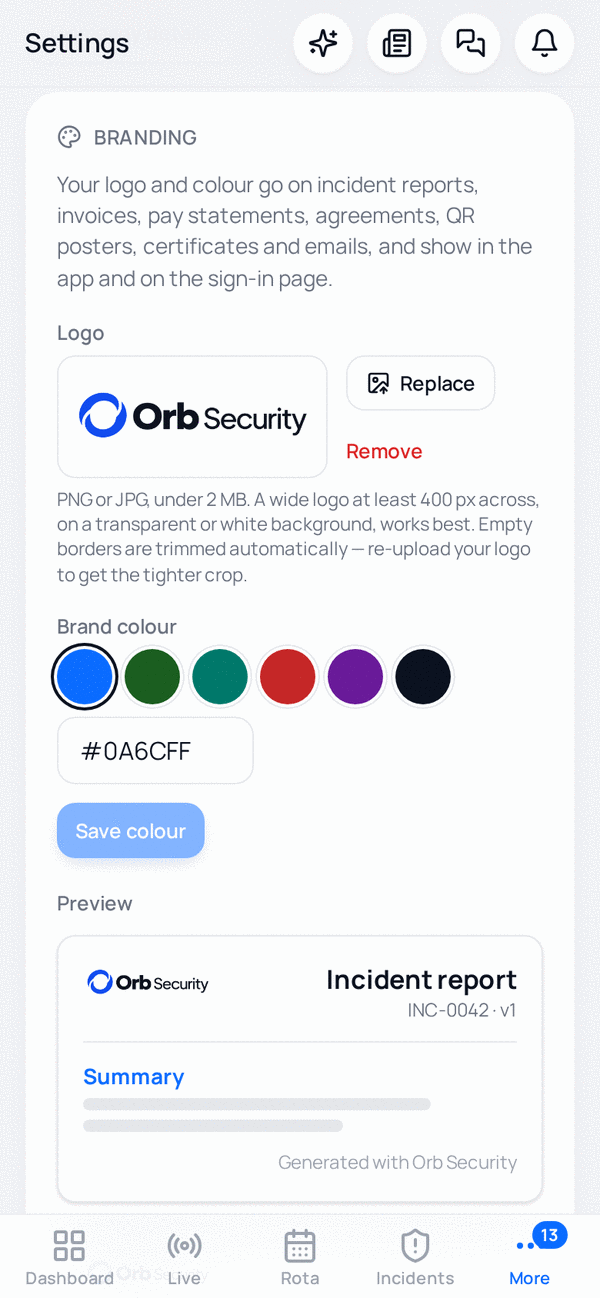 Settings
BRANDING
Your logo and colour go on incident reports,
invoices, pay statements, agreements, QR
posters, certificates and emails, and show in the
app and on the sign-in page.
Logo
Orb Security
Replace
Remove
PNG or JPG, under 2 MB. A wide logo at least 400 px across,
on a transparent or white background, works best. Empty
borders are trimmed automatically — re-upload your logo
to get the tighter crop.
Brand colour
#0A6CFF
Save colour
Preview
Orb Security
Incident report
INC-0042 · v1
Summary
Generated with Orb Security
13
Dashboard
Live
Rota
Incidents
More
Orb Security